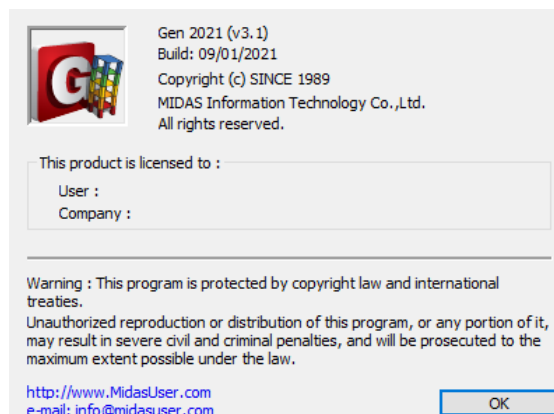 G
Gen 2021 (v3.1)
Build: 09/01/2021
Copyright (c) SINCE 1989
MIDAS Information Technology Co.,Ltd.
All rights reserved.
This product is licensed to :
User :
Company :
Warning : This program is protected by copyright law and international
treaties.
Unauthorized reproduction or distribution of this program, or any portion of it,
may result in severe civil and criminal penalties, and will be prosecuted to the
maximum extent possible under the law.
http://www.MidasUser.com
e-mail: info@midasuser.com
OK